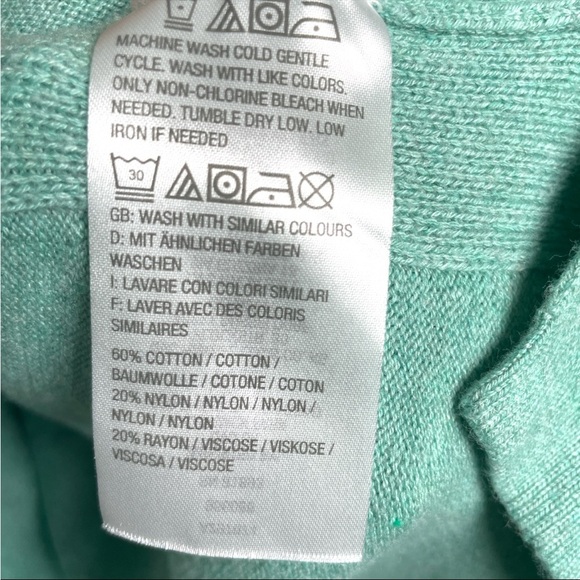 MACHINE WASH COLD GENTLE
CYCLE. WASH WITH LIKE COLORS.
ONLY NON-CHLORINE BLEACH WHEN
NEEDED. TUMBLE DRY LOW. LOW
IRON IF NEEDED
30
GB: WASH WITH SIMILAR COLOURS
D: MIT ÄHNLICHEN FARBEN
WASCHEN
I: LAVARE CON COLORI SIMILARI
F: LAVER AVEC DES COLORIS
SIMILAIRES
60% COTTON / COTTON /
BAUMWOLLE / COTONE / COTON
20% NYLON / NYLON / NYLON /
NYLON / NYLON
20% RAYON / VISCOSE / VISKOSE /
VISCOSA / VISCOSE